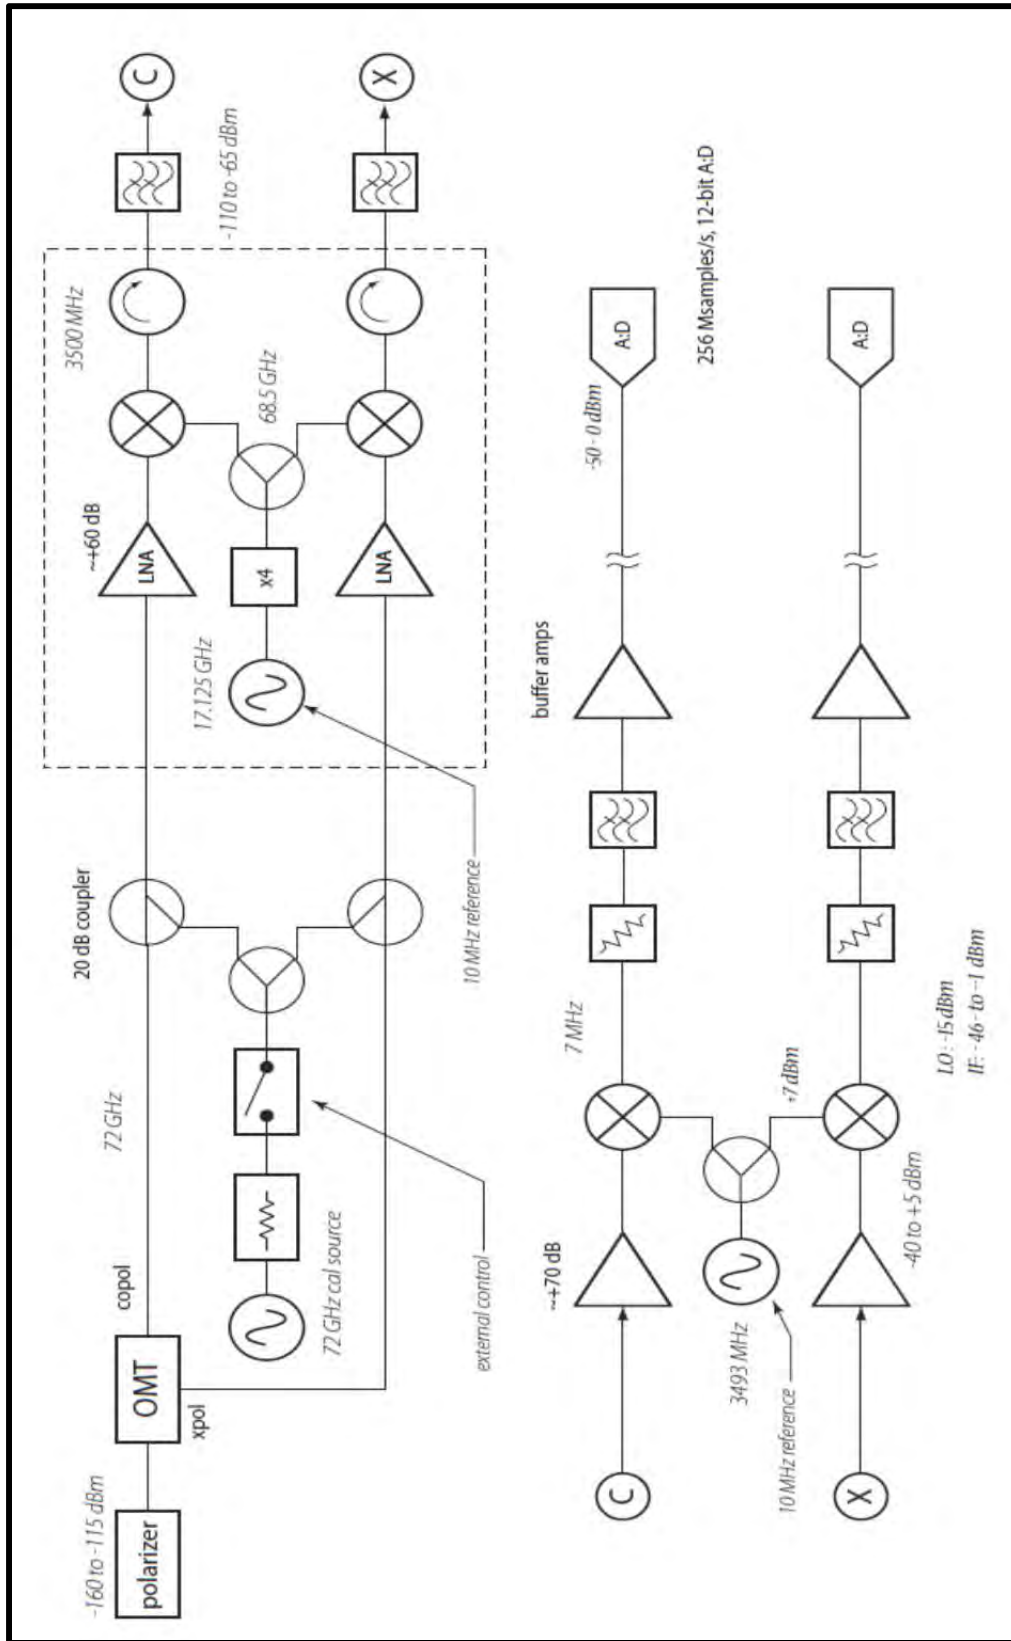 -160 to -115 dBm
polarizer
OMT
copol
xpol
72 GHz
20 dB coupler
72 GHz cal source
external control
10 MHz reference
17.125 GHz
x4
~+60 dB
LNA
LNA
68.5 GHz
3500 MHz
-110 to -65 dBm
C
X
C
X
~+70 dB
3493 MHz
10 MHz reference
-40 to +5 dBm
+7 dBm
7 MHz
LO: -15 dBm
IF: -46 - to -1 dBm
buffer amps
-50 - 0 dBm
A:D
A:D
256 Msamples/s, 12-bit A:D